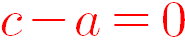 c − a = 0